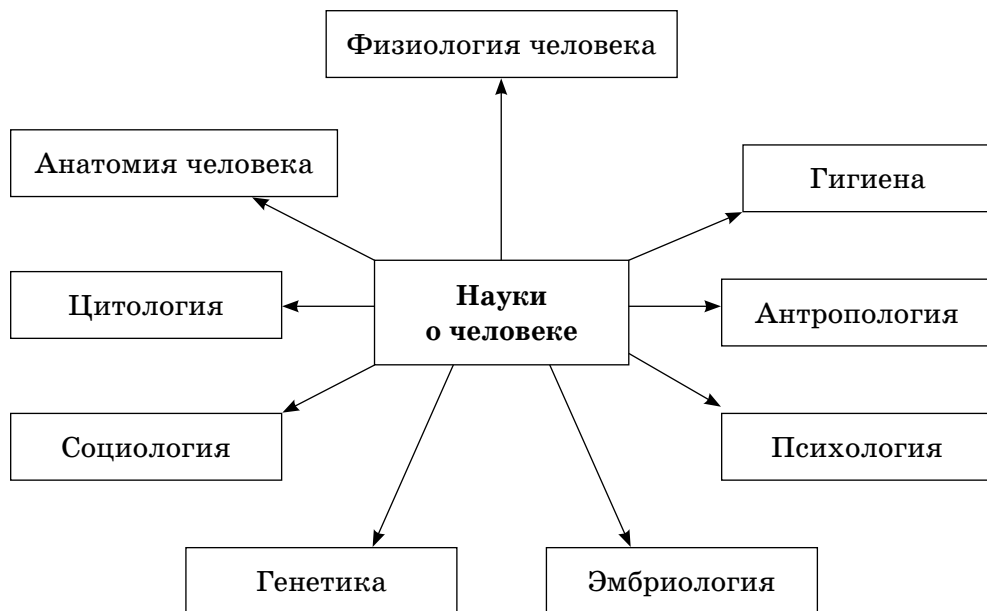 Физиология человека
Анатомия человека
Гигиена
Цитология
Науки
о человеке
Антропология
Социология
Психология
Генетика
Эмбриология